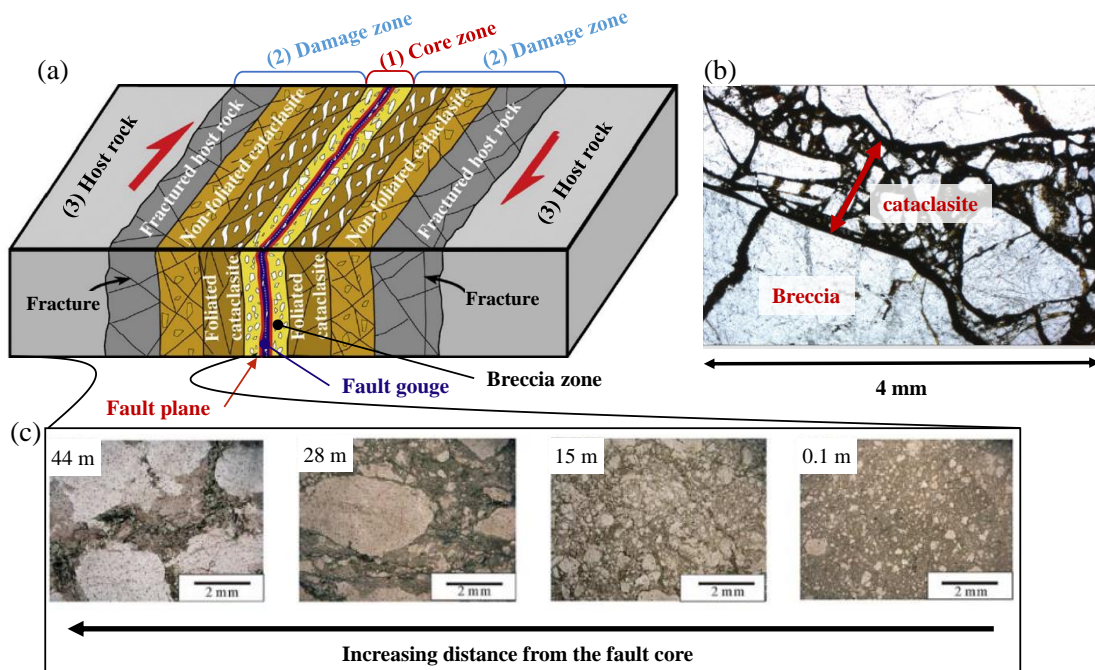 (2) Damage zone
(1) Core zone
(2) Damage zone
(a)
(3) Host rock
Fractured host rock
Non-foliated cataclasite
Non-foliated cataclasite
Fractured host rock
(3) Host rock
Fracture
Foliated
cataclasite
Foliated
cataclasite
Fracture
Breccia zone
Fault gouge
Fault plane
(b)
cataclasite
Breccia
4 mm
(c)
44 m
2 mm
28 m
2 mm
15 m
2 mm
0.1 m
2 mm
Increasing distance from the fault core